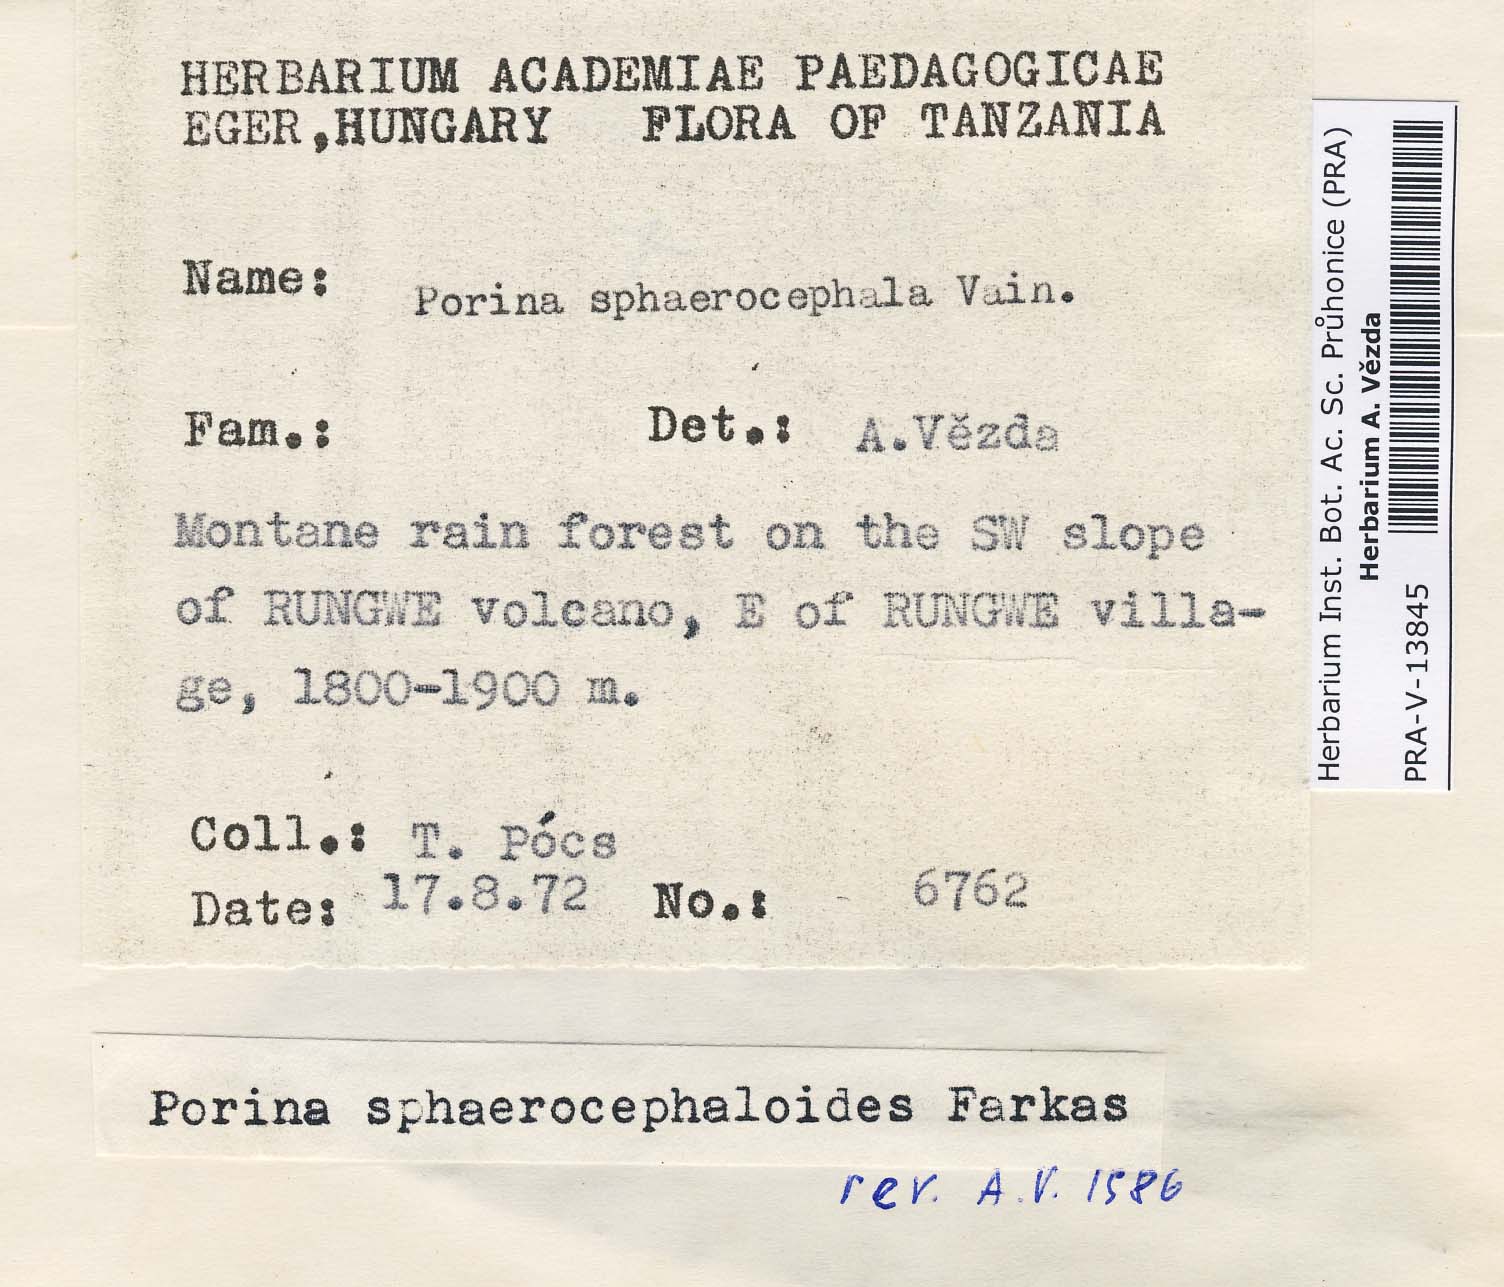 HERBARIUM ACADEMIAE PAEDAGOGICAE
EGER, HUNGARY FLORA OF TANZANIA
Name: Porina sphaerocephala Vain.
Fam.: Det.: A.Vězda
Montane rain forest on the SW slope
of RUNGWE volcano, E of RUNGWE villa-
ge, 1800-1900 m.
Coll.: T. Pócs
Date: 17.8.72 No.: 6762
Porina sphaerocephaloides Farkas
rev. A.V. 1986
Herbarium Inst. Bot. Ac. Sc. Průhonice (PRA)
Herbarium A. Vězda
PRA-V-13845